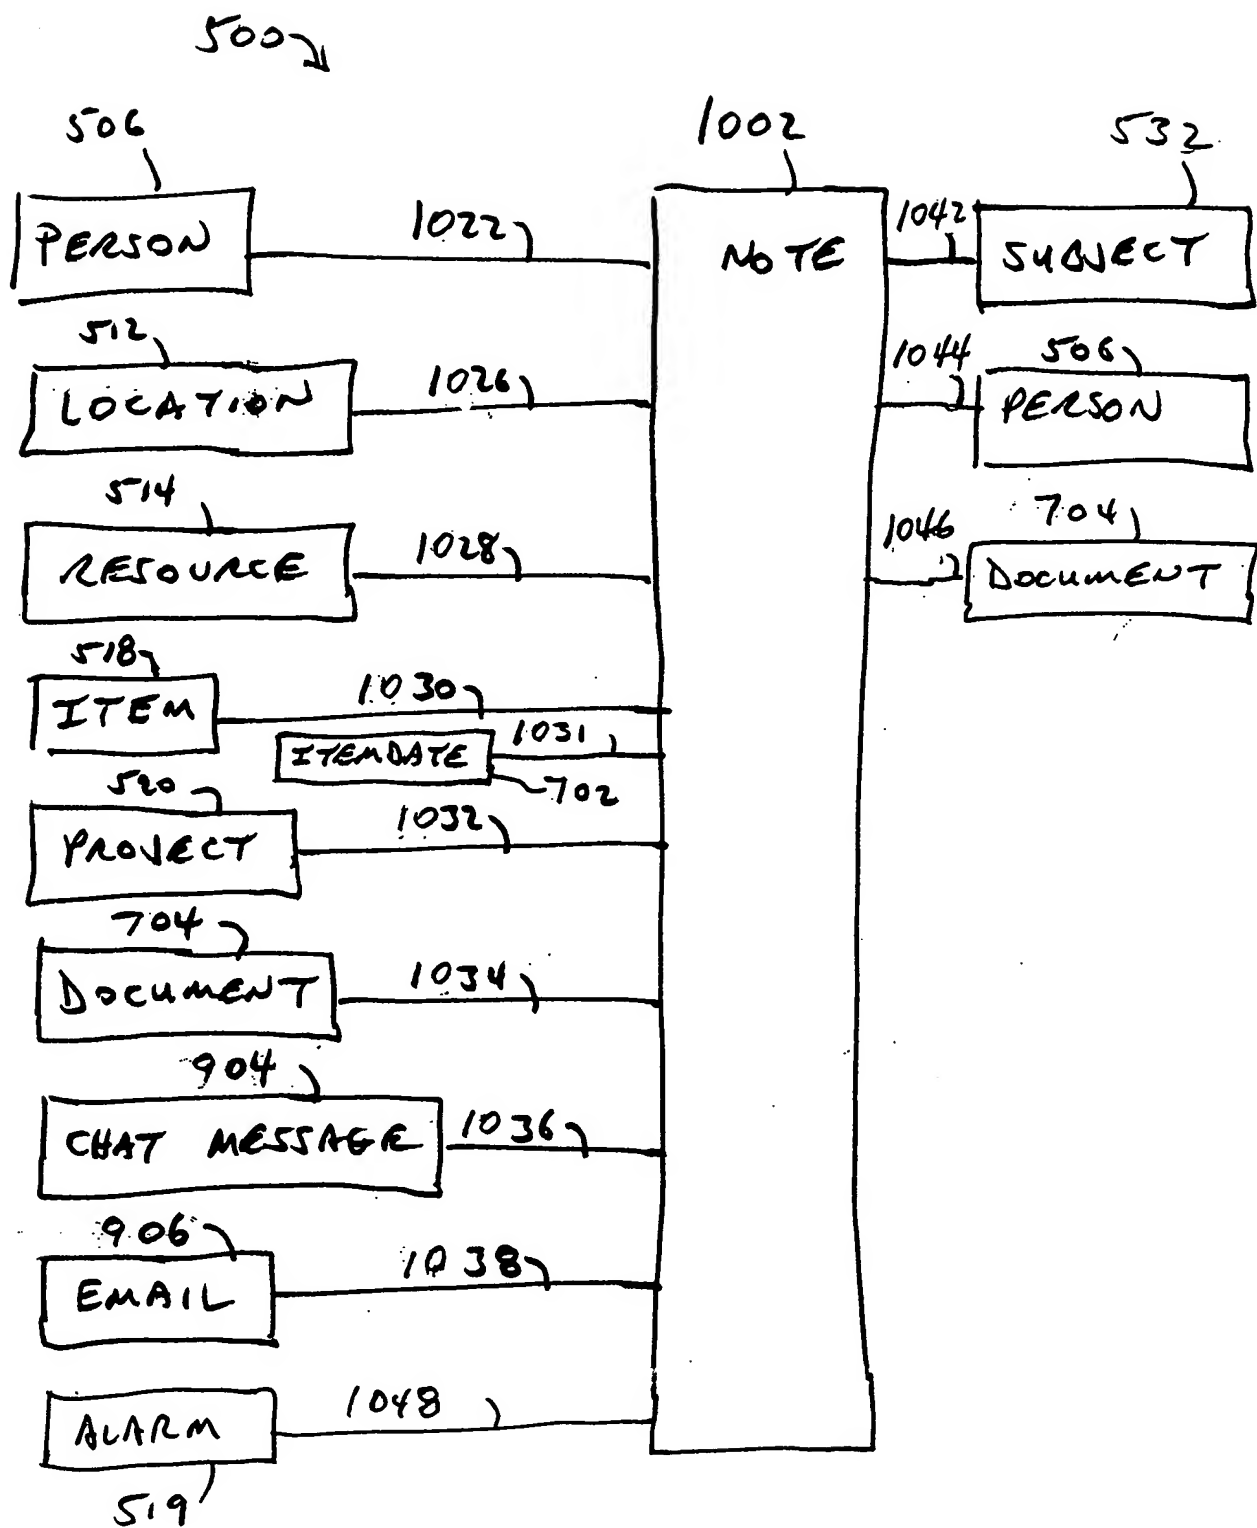 500
506
1002
532
PERSON
1022
NOTE
1042
SUBJECT
512
LOCATION
1026
1044
506
PERSON
514
RESOURCE
1028
1046
704
DOCUMENT
518
ITEM
1030
ITEMDATE
1031
702
520
PROJECT
1032
704
DOCUMENT
1034
904
CHAT MESSAGE
1036
906
EMAIL
1038
ALARM
1048
519